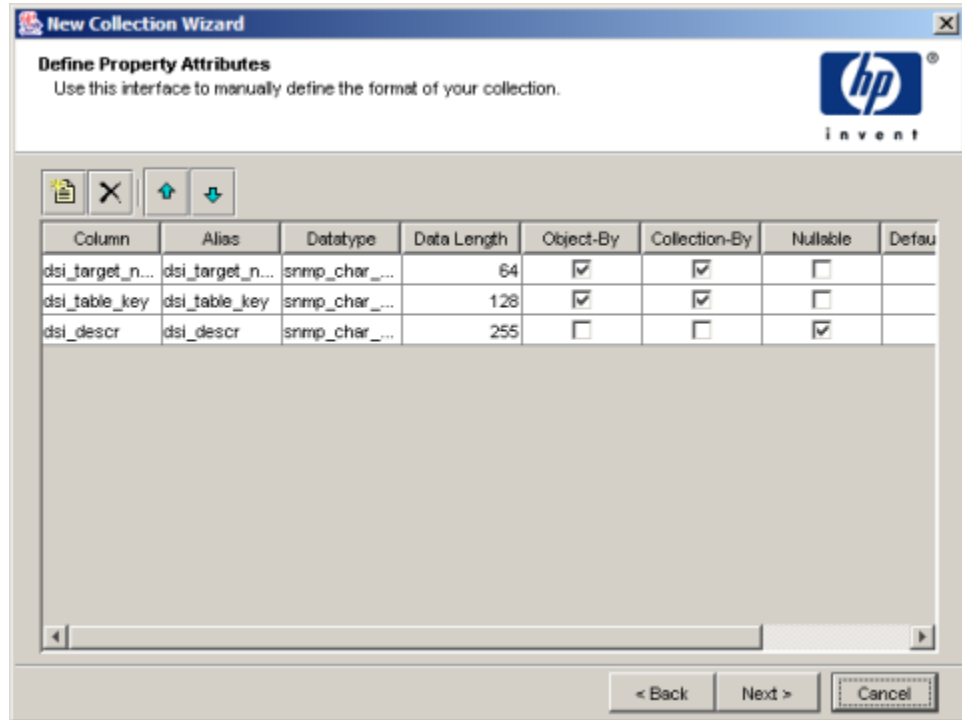 New Collection Wizard
Define Property Attributes
Use this interface to manually define the format of your collection.
hp ®
invent
Column Alias Datatype Data Length Object-By Collection-By Nullable Defau
dsi_target_n... dsi_target_n... snmp_char_... 64
dsi_table_key dsi_table_key snmp_char_... 128
dsi_descr dsi_descr snmp_char_... 255
< Back Next > Cancel